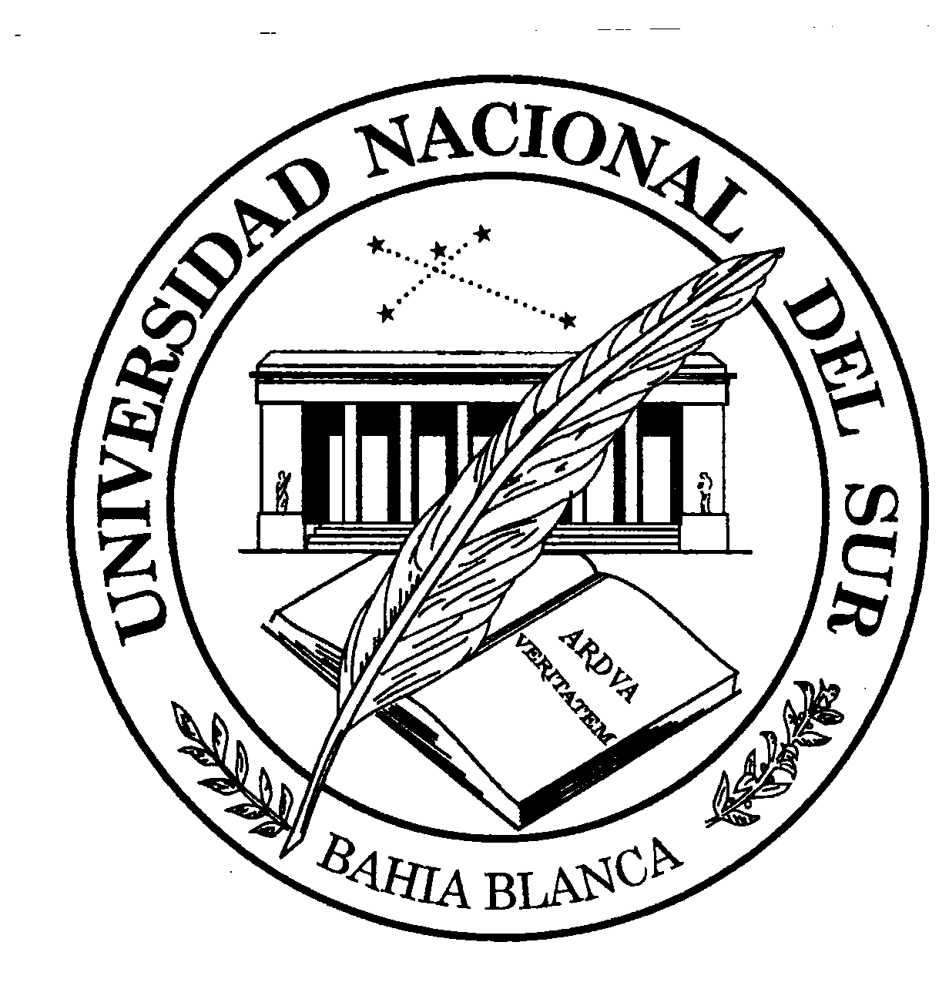 UNIVERSIDAD NACIONAL DEL SUR
ARDVA
VERITATEM
BAHIA BLANCA